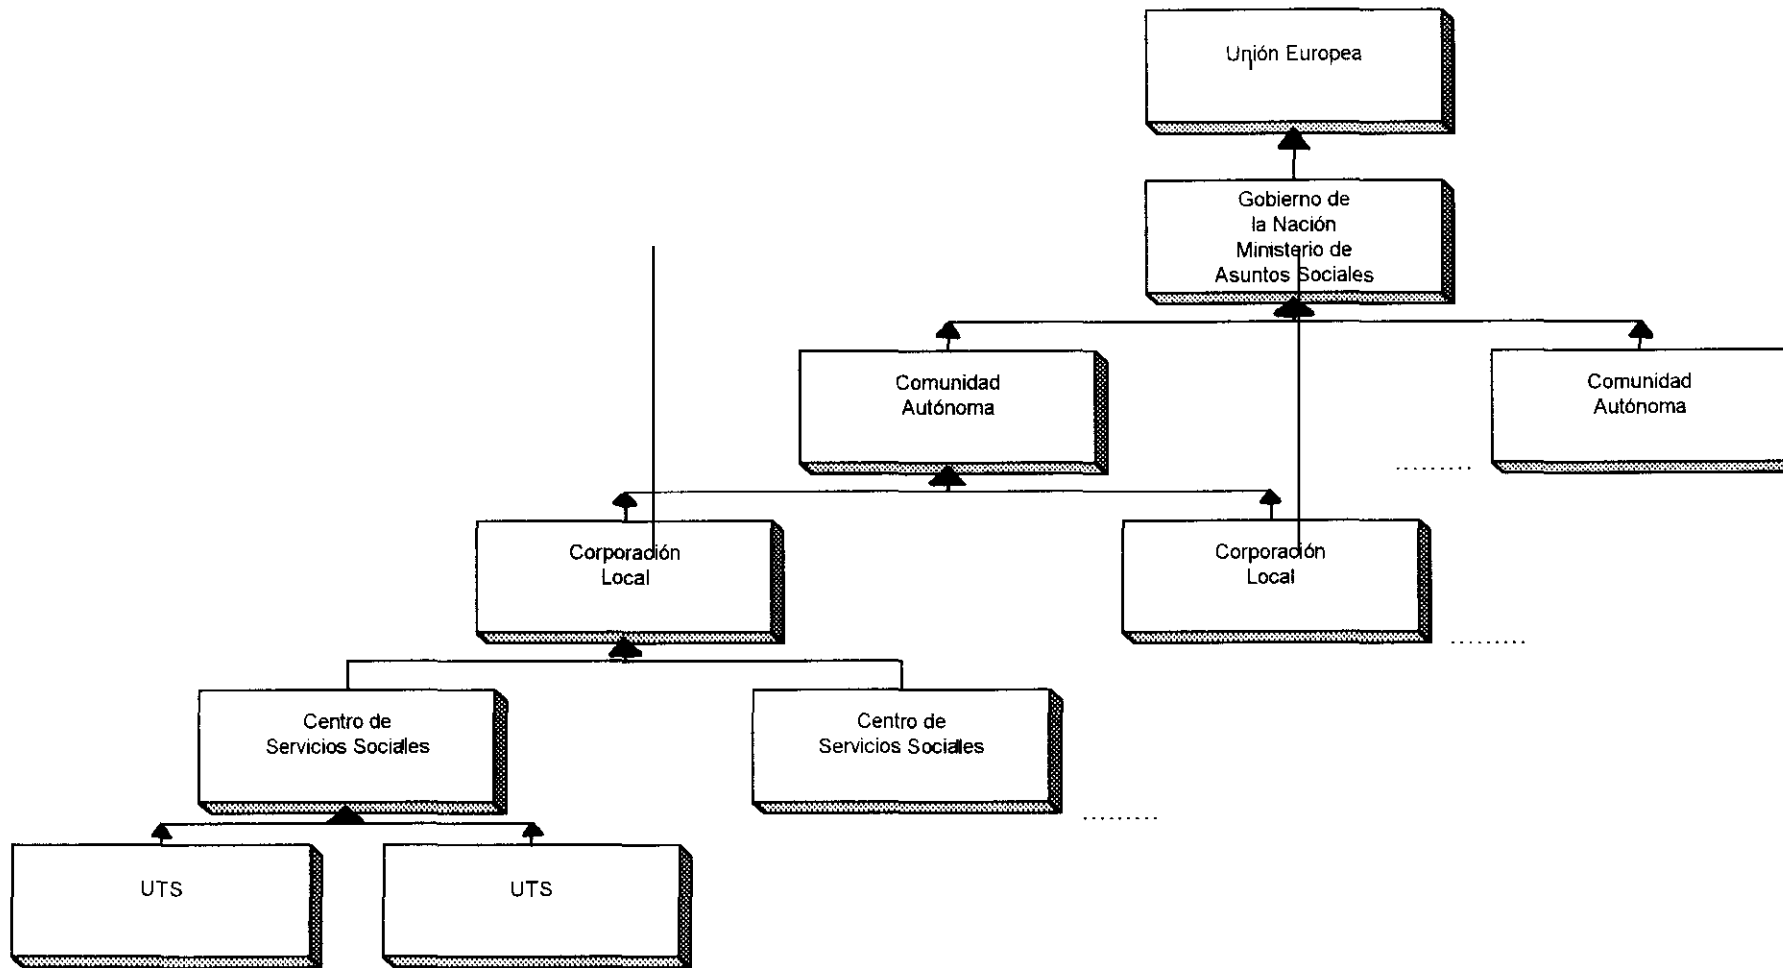 Unión Europea
Gobierno de
la Nación
Ministerio de
Asuntos Sociales
Comunidad
Autónoma
Comunidad
Autónoma
..........
Corporación
Local
Corporación
Local
..........
Centro de
Servicios Sociales
Centro de
Servicios Sociales
..........
UTS
UTS